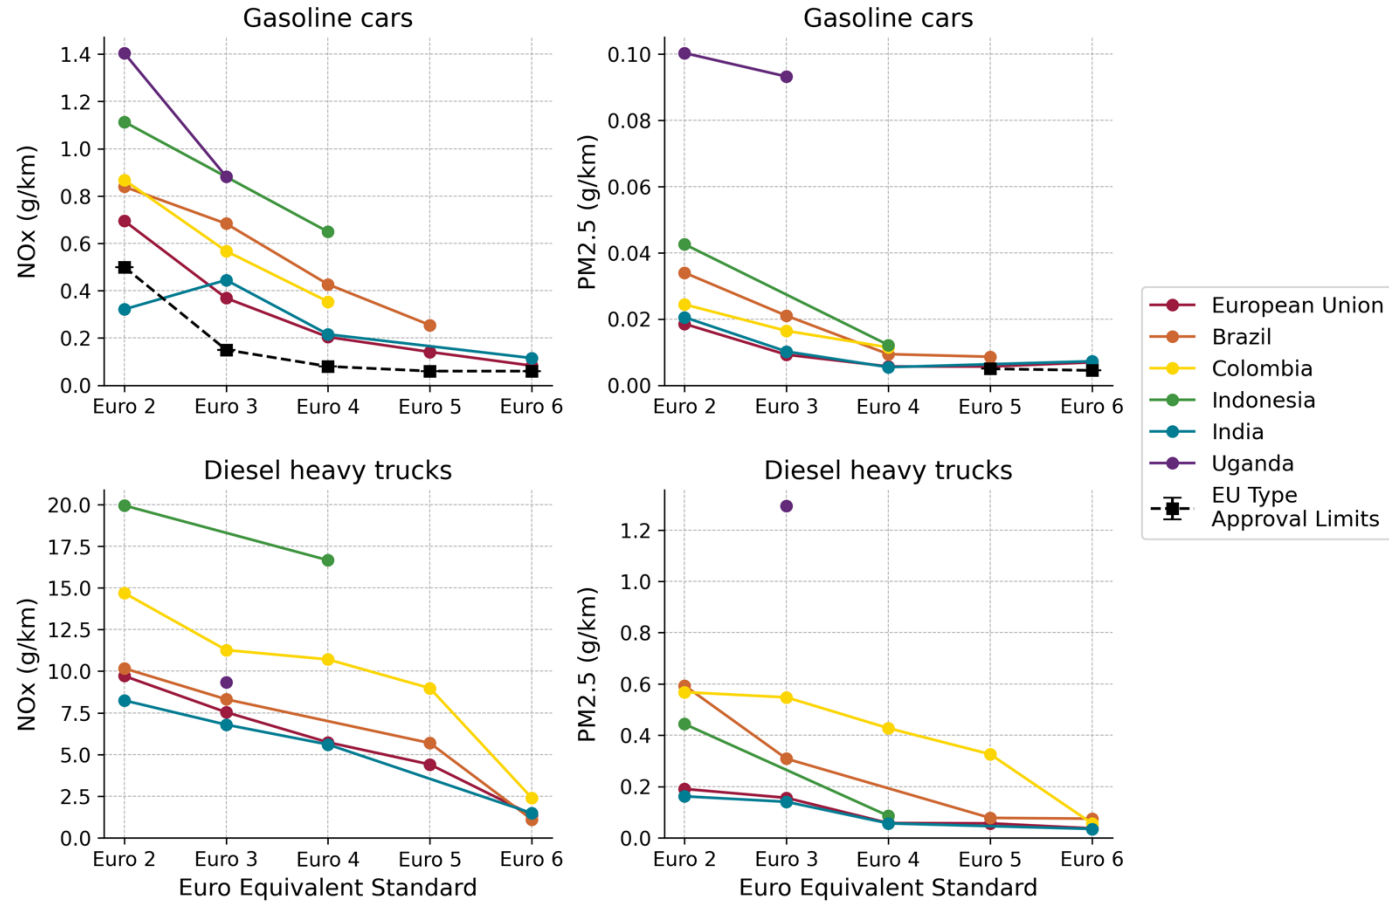 Gasoline cars
NOx (g/km)
1.4
1.2
1.0
0.8
0.6
0.4
0.2
0.0
Euro 2 Euro 3 Euro 4 Euro 5 Euro 6
Gasoline cars
PM2.5 (g/km)
0.10
0.08
0.06
0.04
0.02
0.00
Euro 2 Euro 3 Euro 4 Euro 5 Euro 6
European Union
Brazil
Colombia
Indonesia
India
Uganda
EU Type
Approval Limits
Diesel heavy trucks
NOx (g/km)
20.0
17.5
15.0
12.5
10.0
7.5
5.0
2.5
0.0
Euro 2 Euro 3 Euro 4 Euro 5 Euro 6
Euro Equivalent Standard
Diesel heavy trucks
PM2.5 (g/km)
1.2
1.0
0.8
0.6
0.4
0.2
0.0
Euro 2 Euro 3 Euro 4 Euro 5 Euro 6
Euro Equivalent Standard